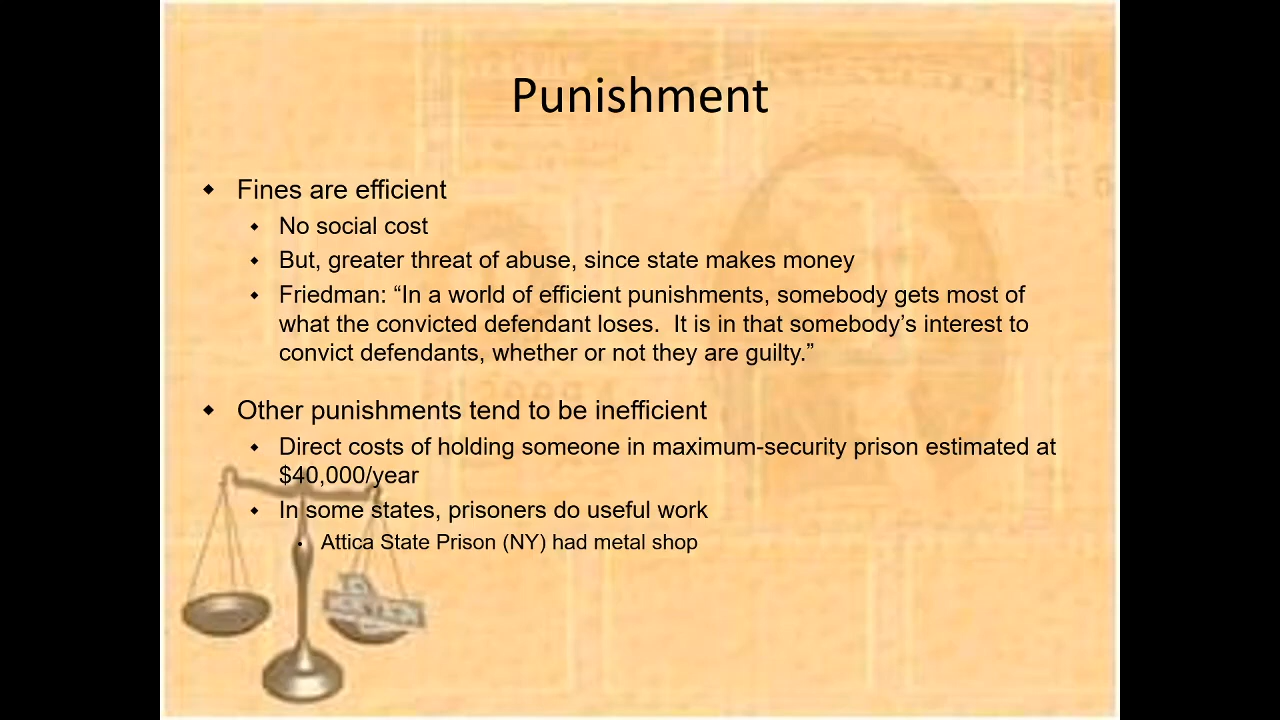 Punishment
Fines are efficient
No social cost
But, greater threat of abuse, since state makes money
Friedman: “In a world of efficient punishments, somebody gets most of
what the convicted defendant loses.  It is in that somebody’s interest to
convict defendants, whether or not they are guilty.”
Other punishments tend to be inefficient
Direct costs of holding someone in maximum-security prison estimated at
$40,000/year
In some states, prisoners do useful work
Attica State Prison (NY) had metal shop